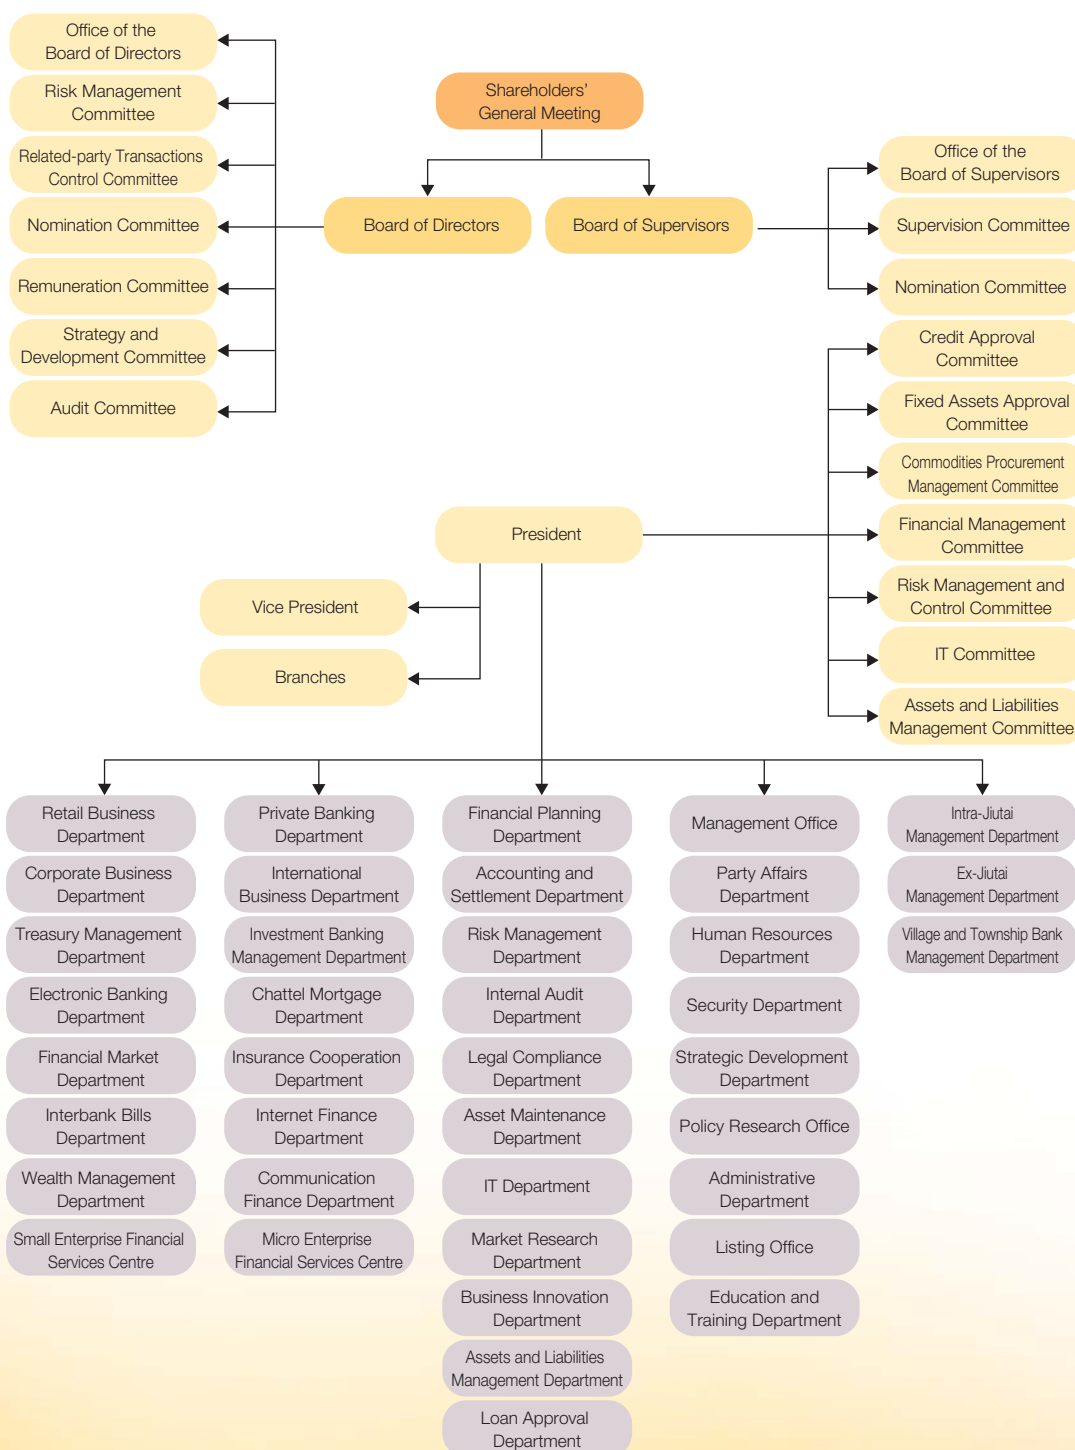 Office of the
Board of Directors
Risk Management
Committee
Related-party Transactions
Control Committee
Nomination Committee
Remuneration Committee
Strategy and
Development Committee
Audit Committee
Shareholders'
General Meeting
Board of Directors
Board of Supervisors
Office of the
Board of Supervisors
Supervision Committee
Nomination Committee
Credit Approval
Committee
Fixed Assets Approval
Committee
Commodities Procurement
Management Committee
Financial Management
Committee
Risk Management and
Control Committee
IT Committee
Assets and Liabilities
Management Committee
President
Vice President
Branches
Retail Business
Department
Corporate Business
Department
Treasury Management
Department
Electronic Banking
Department
Financial Market
Department
Interbank Bills
Department
Wealth Management
Department
Small Enterprise Financial
Services Centre
Private Banking
Department
International
Business Department
Investment Banking
Management Department
Chattel Mortgage
Department
Insurance Cooperation
Department
Internet Finance
Department
Communication
Finance Department
Micro Enterprise
Financial Services Centre
Financial Planning
Department
Accounting and
Settlement Department
Risk Management
Department
Internal Audit
Department
Legal Compliance
Department
Asset Maintenance
Department
IT Department
Market Research
Department
Business Innovation
Department
Assets and Liabilities
Management Department
Loan Approval
Department
Management Office
Party Affairs
Department
Human Resources
Department
Security Department
Strategic Development
Department
Policy Research Office
Administrative
Department
Listing Office
Education and
Training Department
Intra-Jiutai
Management Department
Ex-Jiutai
Management Department
Village and Township Bank
Management Department